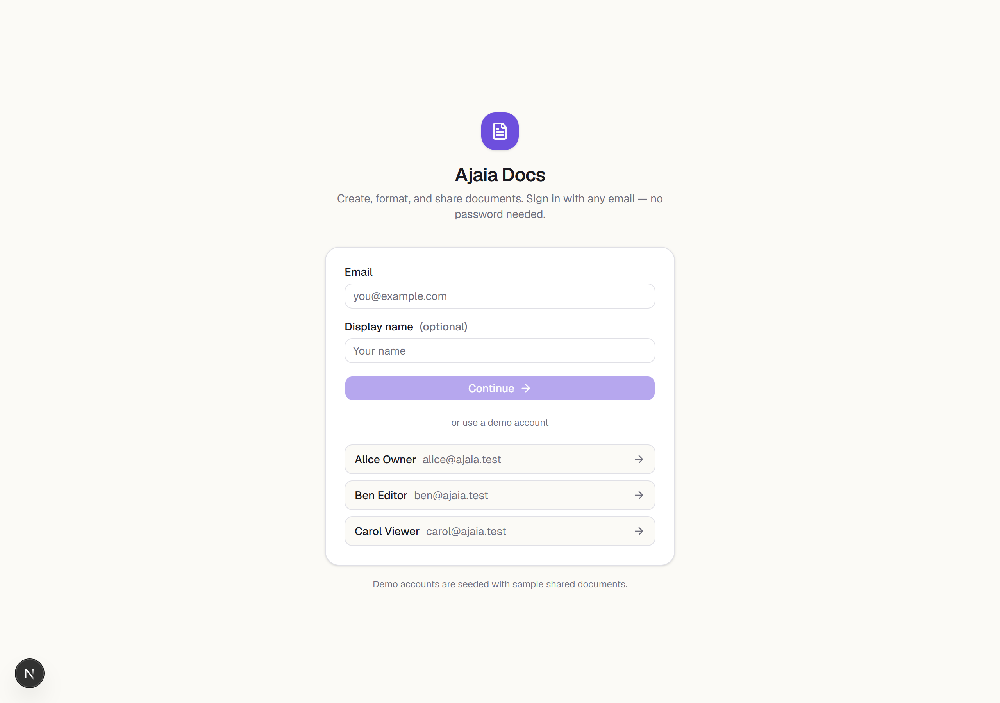 Ajaia Docs
Create, format, and share documents. Sign in with any email — no
password needed.
Email
you@example.com
Display name (optional)
Your name
Continue →
or use a demo account
Alice Owner alice@ajaia.test →
Ben Editor ben@ajaia.test →
Carol Viewer carol@ajaia.test →
Demo accounts are seeded with sample shared documents.
N